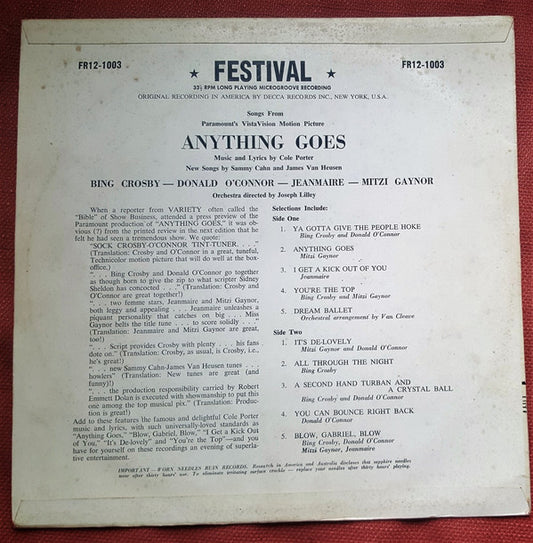 FR12-1003
★ FESTIVAL ★
FR12-1003
33⅓ RPM LONG PLAYING MICROGROOVE RECORDING
ORIGINAL RECORDING IN AMERICA BY DECCA RECORDS INC., NEW YORK, U.S.A.
Songs From
Paramount's VistaVision Motion Picture
ANYTHING GOES
Music and Lyrics by Cole Porter
New Songs by Sammy Cahn and James Van Heusen
BING CROSBY — DONALD O'CONNOR — JEANMAIRE — MITZI GAYNOR
Orchestra directed by Joseph Lilley
When a reporter from VARIETY often called the
"Bible" of Show Business, attended a press preview of the
Paramount production of "ANYTHING GOES," it was ob-
vious (?) from the printed review in the next edition that he
felt he had seen a tremendous show. We quote:
"SOCK CROSBY-O'CONNOR TINT-TUNER. . . ."
(Translation: Crosby and O'Connor in a great, tuneful,
Technicolor motion picture that will do well at the box-
office.)
". . . Bing Crosby and Donald O'Connor go together
as though born to give the zip to what scripter Sidney
Sheldon has concocted . . ." (Translation: Crosby and
O'Connor are great together!)
". . . two femme stars, Jeanmaire and Mitzi Gaynor,
both leggy and appealing . . . Jeanmaire unleashes a
piquant personality that catches on big . . . Miss
Gaynor belts the title tune . . . to score solidly . . ."
(Translation: Jeanmaire and Mitzi Gaynor are great,
too!)
". . . Script provides Crosby with plenty . . . his fans
dote on." (Translation: Crosby, as usual, is Crosby, i.e.,
he's great!)
". . . new Sammy Cahn-James Van Heusen tunes . . .
howlers" (Translation: New tunes are great (and
funny)!)
". . . the production responsibility carried by Robert
Emmett Dolan is executed with showmanship to put this
one among the top musical pix." (Translation: Produc-
tion is great!)
Add to these features the famous and delightful Cole Porter
music and lyrics, with such universally-loved standards as
"Anything Goes," "Blow, Gabriel, Blow," "I Get a Kick Out
of You," "It's De-lovely" and "You're the Top"—and you
have for yourself on these recordings an evening of superla-
tive entertainment.
Selections Include:
Side One
1. YA GOTTA GIVE THE PEOPLE HOKE
Bing Crosby and Donald O'Connor
2. ANYTHING GOES
Mitzi Gaynor
3. I GET A KICK OUT OF YOU
Jeanmaire
4. YOU'RE THE TOP
Bing Crosby and Mitzi Gaynor
5. DREAM BALLET
Orchestral arrangement by Van Cleave
Side Two
1. IT'S DE-LOVELY
Mitzi Gaynor and Donald O'Connor
2. ALL THROUGH THE NIGHT
Bing Crosby
3. A SECOND HAND TURBAN AND
A CRYSTAL BALL
Bing Crosby and Donald O'Connor
4. YOU CAN BOUNCE RIGHT BACK
Donald O'Connor
5. BLOW, GABRIEL, BLOW
Bing Crosby, Donald O'Connor,
Mitzi Gaynor, Jeanmaire
IMPORTANT — WORN NEEDLES RUIN RECORDS. Research in America and Australia discloses that sapphire needles
wear after thirty hours' use. To eliminate irritating surface crackle — replace your needles after thirty hours' playing.